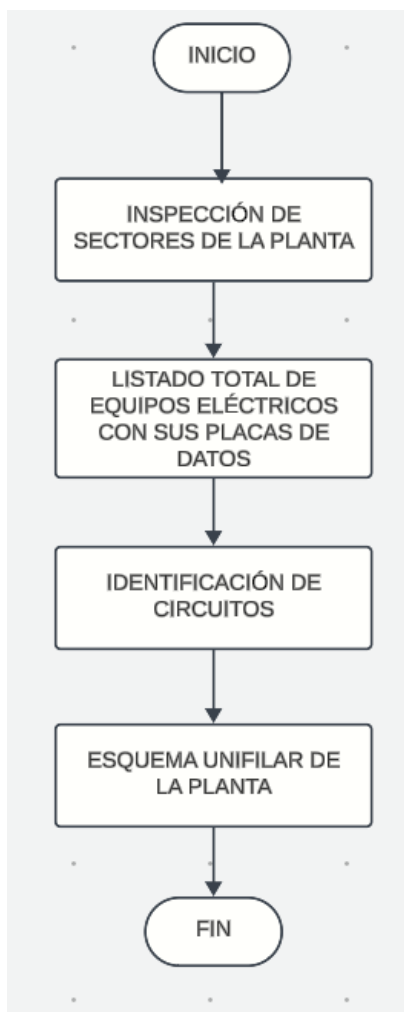 INICIO
INSPECCIÓN DE
SECTORES DE LA PLANTA
LISTADO TOTAL DE
EQUIPOS ELÉCTRICOS
CON SUS PLACAS DE
DATOS
IDENTIFICACIÓN DE
CIRCUITOS
ESQUEMA UNIFILAR DE
LA PLANTA
FIN